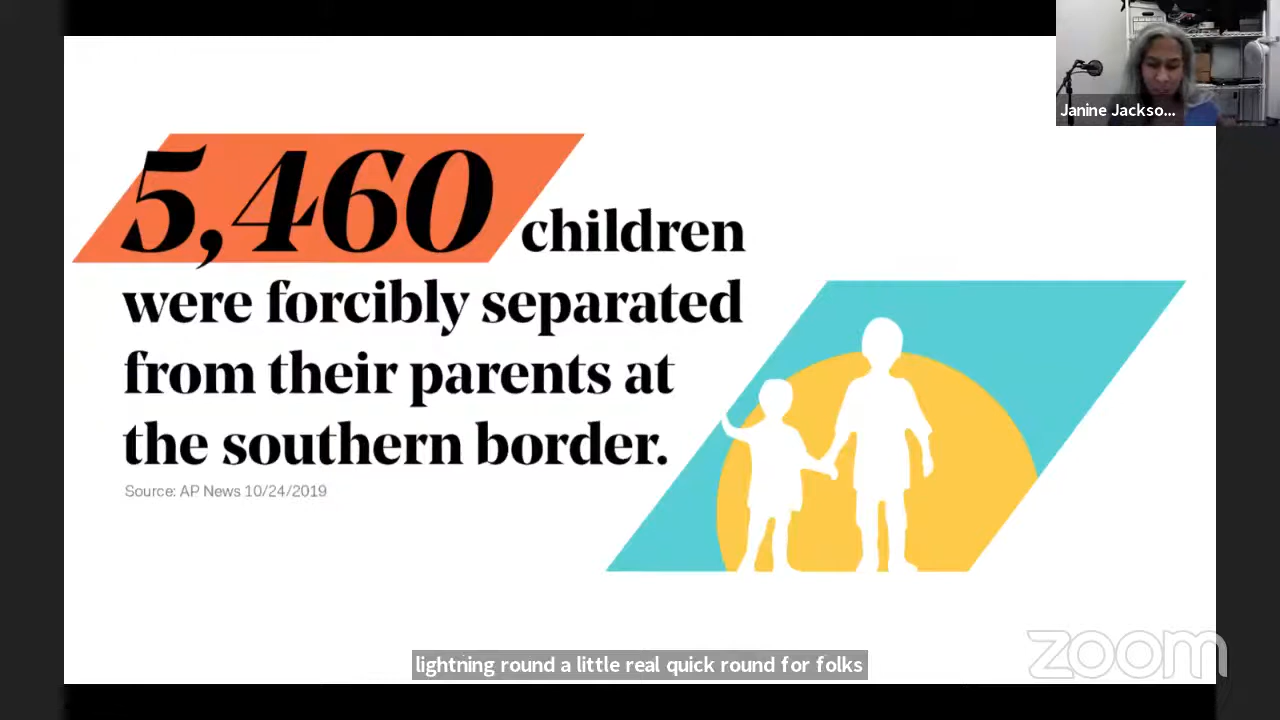 Janine Jackso...
5,460 children
were forcibly separated
from their parents at
the southern border.
Source: AP News 10/24/2019
lightning round a little real quick round for folks
zoom